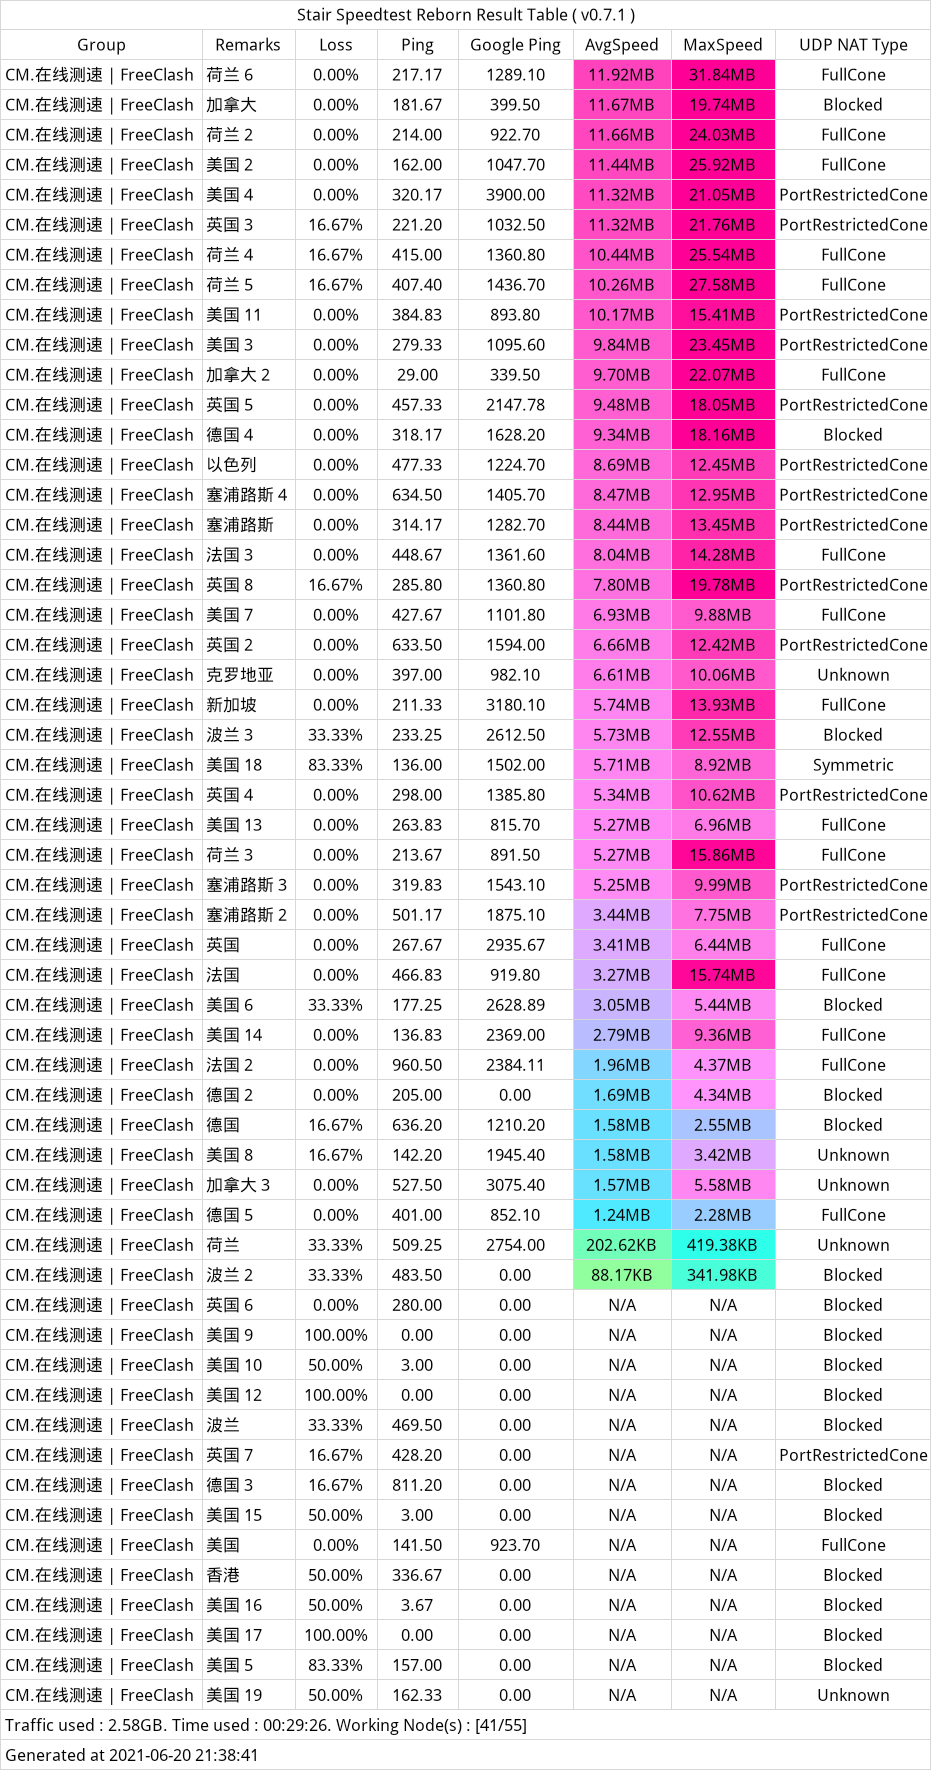 Stair Speedtest Reborn Result Table ( v0.7.1 )
Group Remarks Loss Ping Google Ping AvgSpeed MaxSpeed UDP NAT Type
CM.在线测速 | FreeClash 荷兰 6 0.00% 217.17 1289.10 11.92MB 31.84MB FullCone
CM.在线测速 | FreeClash 加拿大 0.00% 181.67 399.50 11.67MB 19.74MB Blocked
CM.在线测速 | FreeClash 荷兰 2 0.00% 214.00 922.70 11.66MB 24.03MB FullCone
CM.在线测速 | FreeClash 美国 2 0.00% 162.00 1047.70 11.44MB 25.92MB FullCone
CM.在线测速 | FreeClash 美国 4 0.00% 320.17 3900.00 11.32MB 21.05MB PortRestrictedCone
CM.在线测速 | FreeClash 英国 3 16.67% 221.20 1032.50 11.32MB 21.76MB PortRestrictedCone
CM.在线测速 | FreeClash 荷兰 4 16.67% 415.00 1360.80 10.44MB 25.54MB FullCone
CM.在线测速 | FreeClash 荷兰 5 16.67% 407.40 1436.70 10.26MB 27.58MB FullCone
CM.在线测速 | FreeClash 美国 11 0.00% 384.83 893.80 10.17MB 15.41MB PortRestrictedCone
CM.在线测速 | FreeClash 美国 3 0.00% 279.33 1095.60 9.84MB 23.45MB PortRestrictedCone
CM.在线测速 | FreeClash 加拿大 2 0.00% 29.00 339.50 9.70MB 22.07MB FullCone
CM.在线测速 | FreeClash 英国 5 0.00% 457.33 2147.78 9.48MB 18.05MB PortRestrictedCone
CM.在线测速 | FreeClash 德国 4 0.00% 318.17 1628.20 9.34MB 18.16MB Blocked
CM.在线测速 | FreeClash 以色列 0.00% 477.33 1224.70 8.69MB 12.45MB PortRestrictedCone
CM.在线测速 | FreeClash 塞浦路斯 4 0.00% 634.50 1405.70 8.47MB 12.95MB PortRestrictedCone
CM.在线测速 | FreeClash 塞浦路斯 0.00% 314.17 1282.70 8.44MB 13.45MB PortRestrictedCone
CM.在线测速 | FreeClash 法国 3 0.00% 448.67 1361.60 8.04MB 14.28MB FullCone
CM.在线测速 | FreeClash 英国 8 16.67% 285.80 1360.80 7.80MB 19.78MB PortRestrictedCone
CM.在线测速 | FreeClash 美国 7 0.00% 427.67 1101.80 6.93MB 9.88MB FullCone
CM.在线测速 | FreeClash 英国 2 0.00% 633.50 1594.00 6.66MB 12.42MB PortRestrictedCone
CM.在线测速 | FreeClash 克罗地亚 0.00% 397.00 982.10 6.61MB 10.06MB Unknown
CM.在线测速 | FreeClash 新加坡 0.00% 211.33 3180.10 5.74MB 13.93MB FullCone
CM.在线测速 | FreeClash 波兰 3 33.33% 233.25 2612.50 5.73MB 12.55MB Blocked
CM.在线测速 | FreeClash 美国 18 83.33% 136.00 1502.00 5.71MB 8.92MB Symmetric
CM.在线测速 | FreeClash 英国 4 0.00% 298.00 1385.80 5.34MB 10.62MB PortRestrictedCone
CM.在线测速 | FreeClash 美国 13 0.00% 263.83 815.70 5.27MB 6.96MB FullCone
CM.在线测速 | FreeClash 荷兰 3 0.00% 213.67 891.50 5.27MB 15.86MB FullCone
CM.在线测速 | FreeClash 塞浦路斯 3 0.00% 319.83 1543.10 5.25MB 9.99MB PortRestrictedCone
CM.在线测速 | FreeClash 塞浦路斯 2 0.00% 501.17 1875.10 3.44MB 7.75MB PortRestrictedCone
CM.在线测速 | FreeClash 英国 0.00% 267.67 2935.67 3.41MB 6.44MB FullCone
CM.在线测速 | FreeClash 法国 0.00% 466.83 919.80 3.27MB 15.74MB FullCone
CM.在线测速 | FreeClash 美国 6 33.33% 177.25 2628.89 3.05MB 5.44MB Blocked
CM.在线测速 | FreeClash 美国 14 0.00% 136.83 2369.00 2.79MB 9.36MB FullCone
CM.在线测速 | FreeClash 法国 2 0.00% 960.50 2384.11 1.96MB 4.37MB FullCone
CM.在线测速 | FreeClash 德国 2 0.00% 205.00 0.00 1.69MB 4.34MB Blocked
CM.在线测速 | FreeClash 德国 16.67% 636.20 1210.20 1.58MB 2.55MB Blocked
CM.在线测速 | FreeClash 美国 8 16.67% 142.20 1945.40 1.58MB 3.42MB Unknown
CM.在线测速 | FreeClash 加拿大 3 0.00% 527.50 3075.40 1.57MB 5.58MB Unknown
CM.在线测速 | FreeClash 德国 5 0.00% 401.00 852.10 1.24MB 2.28MB FullCone
CM.在线测速 | FreeClash 荷兰 33.33% 509.25 2754.00 202.62KB 419.38KB Unknown
CM.在线测速 | FreeClash 波兰 2 33.33% 483.50 0.00 88.17KB 341.98KB Blocked
CM.在线测速 | FreeClash 英国 6 0.00% 280.00 0.00 N/A N/A Blocked
CM.在线测速 | FreeClash 美国 9 100.00% 0.00 0.00 N/A N/A Blocked
CM.在线测速 | FreeClash 美国 10 50.00% 3.00 0.00 N/A N/A Blocked
CM.在线测速 | FreeClash 美国 12 100.00% 0.00 0.00 N/A N/A Blocked
CM.在线测速 | FreeClash 波兰 33.33% 469.50 0.00 N/A N/A Blocked
CM.在线测速 | FreeClash 英国 7 16.67% 428.20 0.00 N/A N/A PortRestrictedCone
CM.在线测速 | FreeClash 德国 3 16.67% 811.20 0.00 N/A N/A Blocked
CM.在线测速 | FreeClash 美国 15 50.00% 3.00 0.00 N/A N/A Blocked
CM.在线测速 | FreeClash 美国 0.00% 141.50 923.70 N/A N/A FullCone
CM.在线测速 | FreeClash 香港 50.00% 336.67 0.00 N/A N/A Blocked
CM.在线测速 | FreeClash 美国 16 50.00% 3.67 0.00 N/A N/A Blocked
CM.在线测速 | FreeClash 美国 17 100.00% 0.00 0.00 N/A N/A Blocked
CM.在线测速 | FreeClash 美国 5 83.33% 157.00 0.00 N/A N/A Blocked
CM.在线测速 | FreeClash 美国 19 50.00% 162.33 0.00 N/A N/A Unknown
Traffic used : 2.58GB. Time used : 00:29:26. Working Node(s) : [41/55]
Generated at 2021-06-20 21:38:41